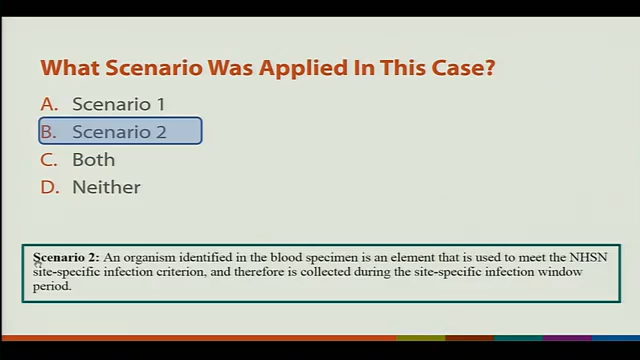 What Scenario Was Applied In This Case?
A. Scenario 1
B. Scenario 2
C. Both
D. Neither
Scenario 2: An organism identified in the blood specimen is an element that is used to meet the NHSN
site-specific infection criterion, and therefore is collected during the site-specific infection window
period.